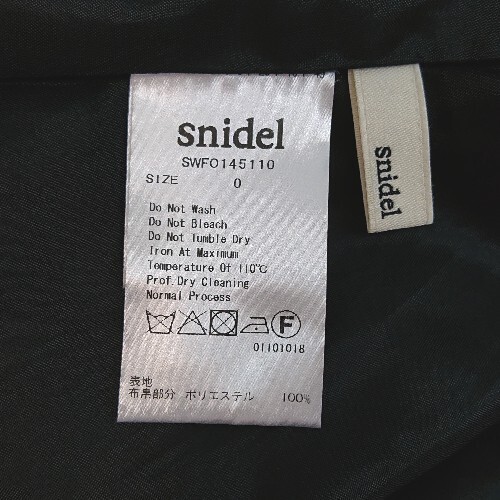 snidel
SWFO145110
SIZE 0
Do Not Wash
Do Not Bleach
Do Not Tumble Dry
Iron At Maximum
Temperature Of 110℃
Prof.Dry Cleaning
Normal Process
F
01103018
表地
布帛部分 ポリエステル 100%
snidel